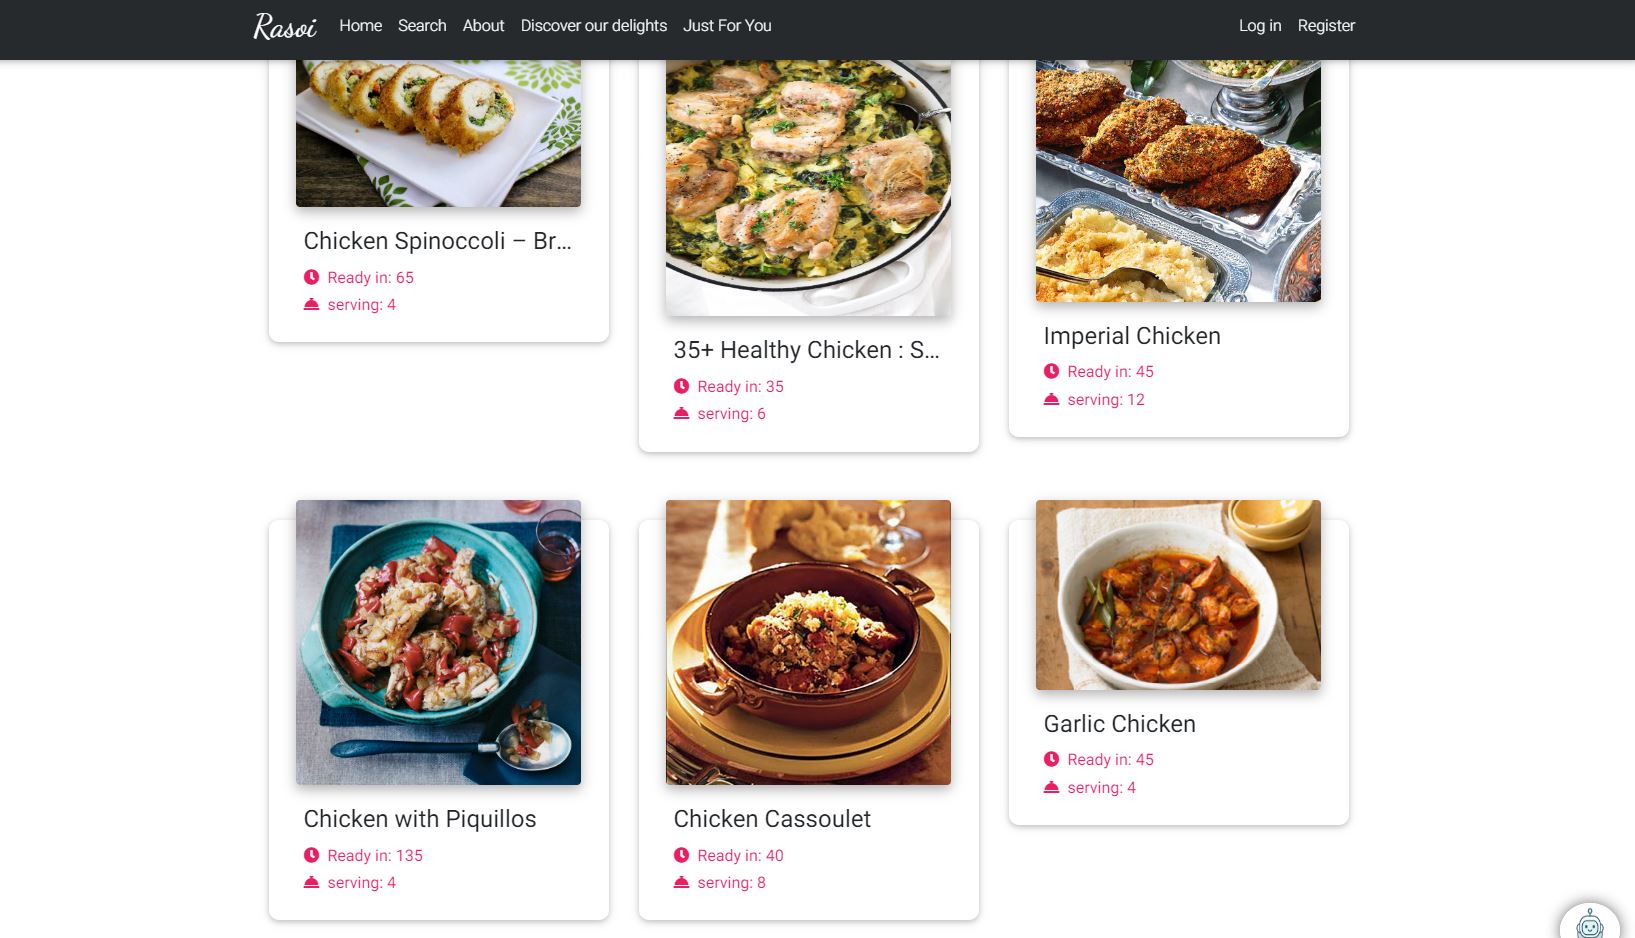 Rasoi Home Search About Discover our delights Just For You Log in Register
Chicken Spinoccoli – Br...
Ready in: 65
serving: 4
35+ Healthy Chicken : S...
Ready in: 35
serving: 6
Imperial Chicken
Ready in: 45
serving: 12
Chicken with Piquillos
Ready in: 135
serving: 4
Chicken Cassoulet
Ready in: 40
serving: 8
Garlic Chicken
Ready in: 45
serving: 4